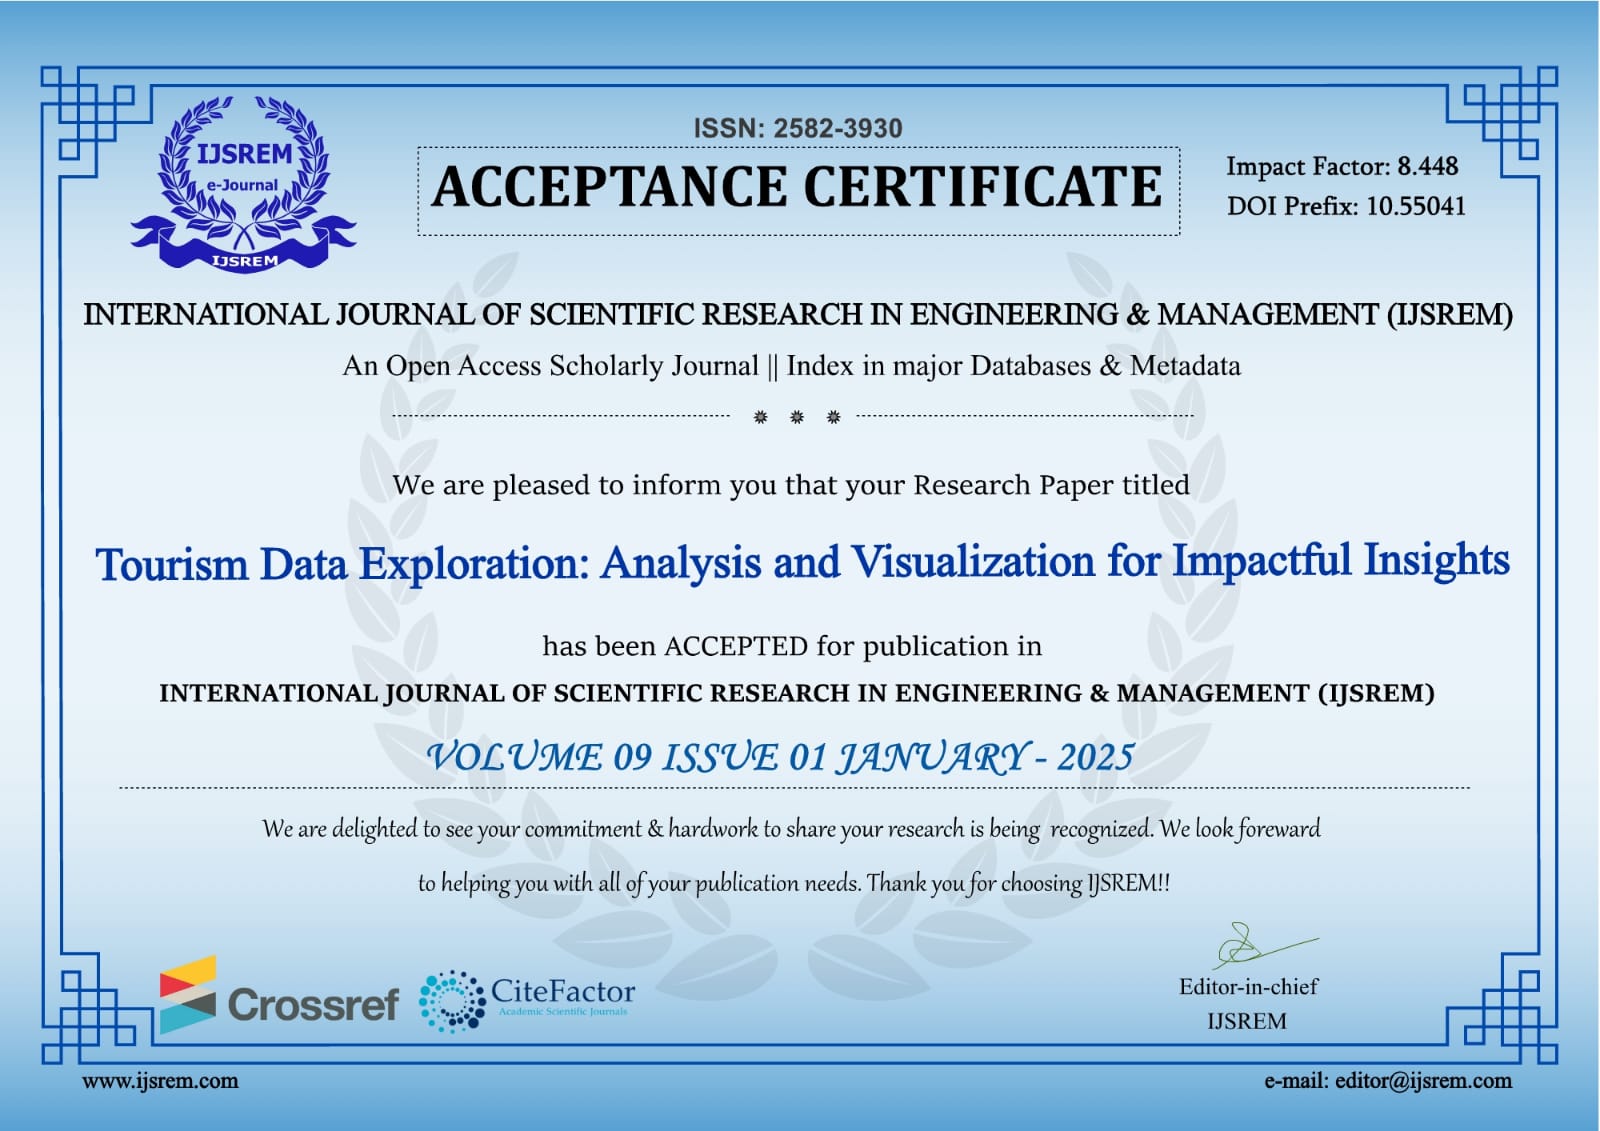 IJSREM
e-Journal
IJSREM
ISSN: 2582-3930
ACCEPTANCE CERTIFICATE
Impact Factor: 8.448
DOI Prefix: 10.55041
INTERNATIONAL JOURNAL OF SCIENTIFIC RESEARCH IN ENGINEERING & MANAGEMENT (IJSREM)
An Open Access Scholarly Journal || Index in major Databases & Metadata
We are pleased to inform you that your Research Paper titled
Tourism Data Exploration: Analysis and Visualization for Impactful Insights
has been ACCEPTED for publication in
INTERNATIONAL JOURNAL OF SCIENTIFIC RESEARCH IN ENGINEERING & MANAGEMENT (IJSREM)
VOLUME 09 ISSUE 01 JANUARY - 2025
We are delighted to see your commitment & hardwork to share your research is being recognized. We look foreward
to helping you with all of your publication needs. Thank you for choosing IJSREM!!
Crossref
CiteFactor
Academic Scientific Journals
Editor-in-chief
IJSREM
www.ijsrem.com
e-mail: editor@ijsrem.com